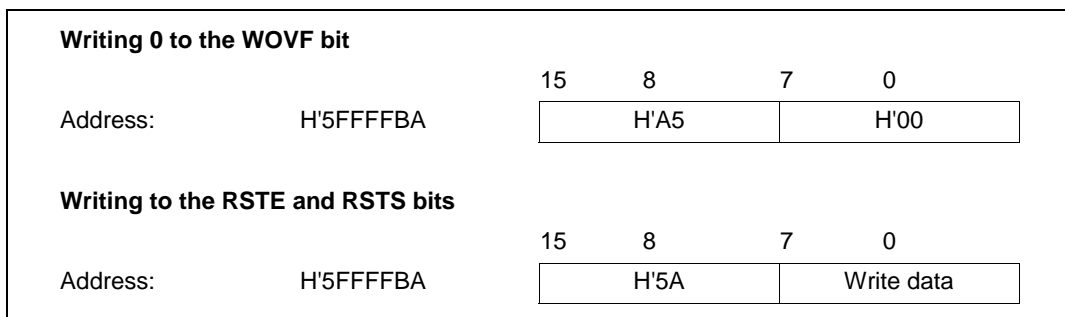 Writing 0 to the WOVF bit
15 8 7 0
Address: H'5FFFFBA H'A5 H'00
Writing to the RSTE and RSTS bits
15 8 7 0
Address: H'5FFFFBA H'5A Write data